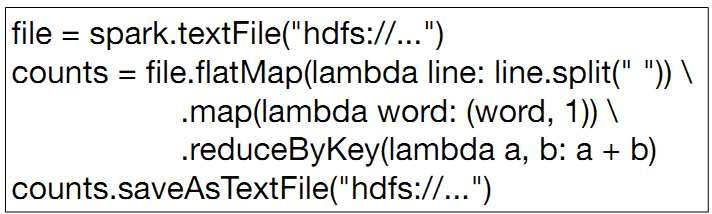 file = spark.textFile("hdfs://...")
counts = file.flatMap(lambda line: line.split(" ")) \
.map(lambda word: (word, 1)) \
.reduceByKey(lambda a, b: a + b)
counts.saveAsTextFile("hdfs://...")